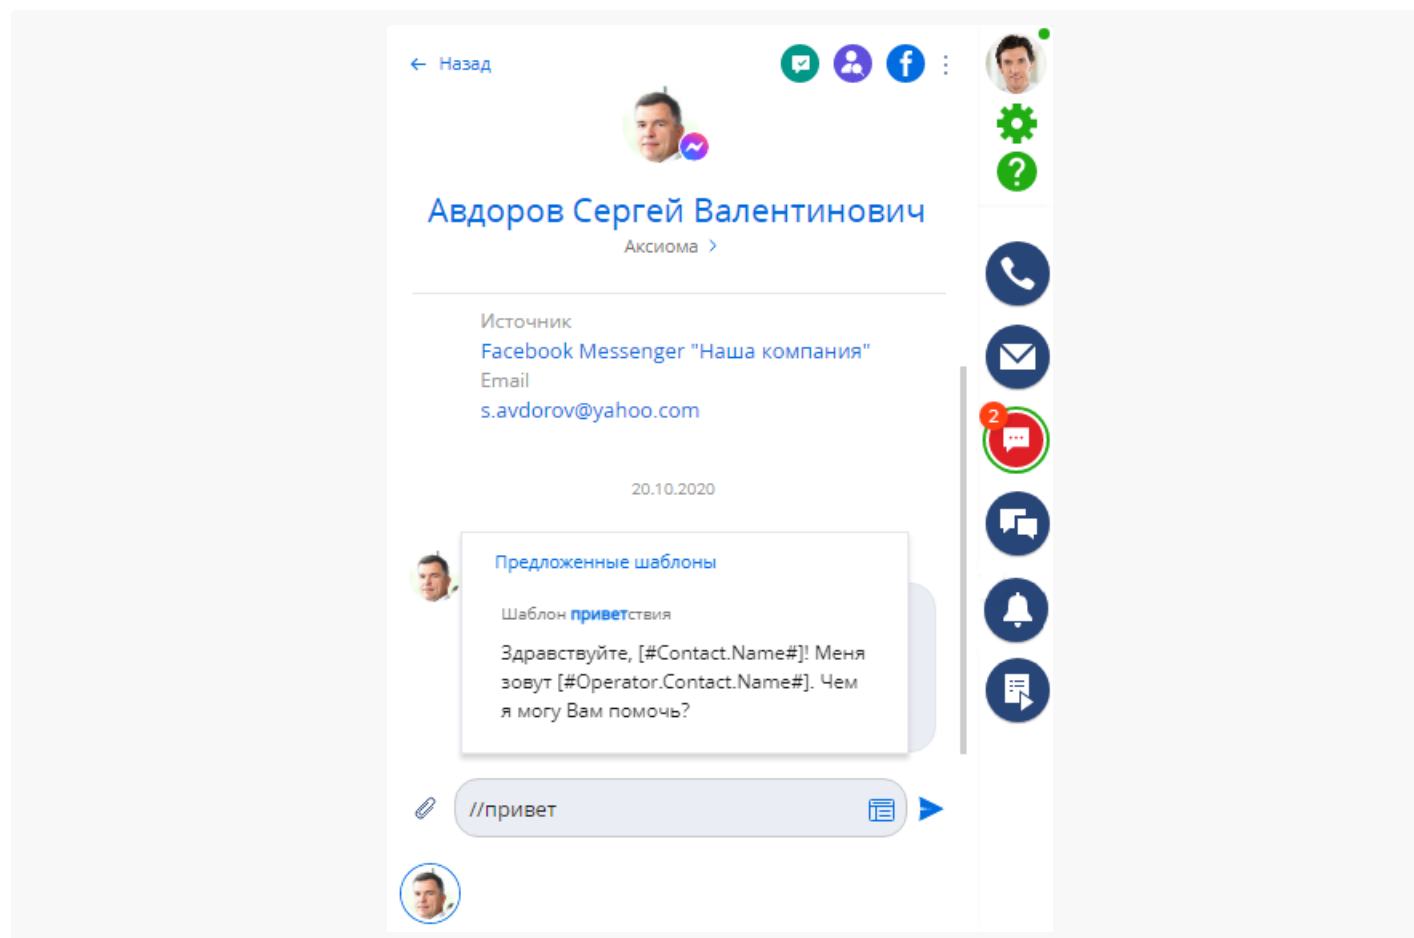 Назад
Авдоров Сергей Валентинович
Аксиома
Источник
Facebook Messenger "Наша компания"
Email
s.avdorov@yahoo.com
2
20.10.2020
Предложенные шаблоны
Шаблон приветствия
Здравствуйте, [#Contact.Name#]! Меня
зовут [#Operator.Contact.Name#]. Чем
я могу Вам помочь?
//привет